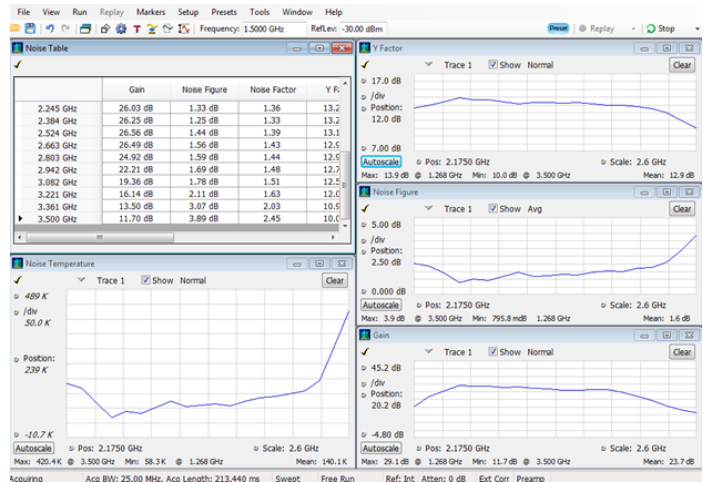 File View Run Replay Markers Setup Presets Tools Window Help
T Frequency: 1.5000 GHz RefLev: -30.00 dBm Preset Replay Stop
Noise Table
Gain Noise Figure Noise Factor
2.245 GHz 26.03 dB 1.33 dB 1.36 13.2
2.384 GHz 26.25 dB 1.25 dB 1.33 13.2
2.524 GHz 26.56 dB 1.44 dB 1.39 13.1
2.663 GHz 26.49 dB 1.56 dB 1.43 12.9
2.803 GHz 24.92 dB 1.59 dB 1.44 12.9
2.942 GHz 22.21 dB 1.69 dB 1.48 12.7
3.082 GHz 19.36 dB 1.78 dB 1.51 12.5
3.221 GHz 16.14 dB 2.11 dB 1.63 12.0
3.361 GHz 13.50 dB 3.07 dB 2.03 10.9
3.500 GHz 11.70 dB 3.89 dB 2.45 10.0
Y Factor
Trace 1 Show Normal Clear
17.0 dB
/div
Position:
12.0 dB
7.00 dB
Autoscale Pos: 2.1750 GHz Scale: 2.6 GHz
Max: 13.9 dB @ 1.268 GHz Min: 10.0 dB @ 3.500 GHz Mean: 12.9 dB
Noise Figure
Trace 1 Show Avg Clear
5.00 dB
/div
Position:
2.50 dB
0.000 dB
Autoscale Pos: 2.1750 GHz Scale: 2.6 GHz
Max: 3.9 dB @ 3.500 GHz Min: 795.8 mdB 1.268 GHz Mean: 1.6 dB
Noise Temperature
Trace 1 Show Normal Clear
489 K
/div
50.0 K
Position:
239 K
-10.7 K
Autoscale Pos: 2.1750 GHz Scale: 2.6 GHz
Max: 420.4 K @ 3.500 GHz Min: 58.3 K @ 1.268 GHz Mean: 140.1 K
Gain
Trace 1 Show Normal Clear
45.2 dB
/div
Position:
20.2 dB
-4.80 dB
Autoscale Pos: 2.1750 GHz Scale: 2.6 GHz
Max: 29.1 dB @ 1.268 GHz Min: 11.7 dB @ 3.500 GHz Mean: 23.7 dB
Acquiring Acq BW: 25.00 MHz, Acq Length: 213.440 ms Swept Free Run Ref: Int Atten: 0 dB Ext Corr Preamp